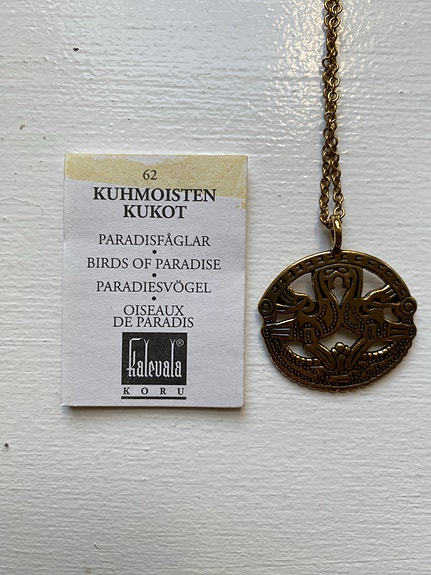 62
KUHMOISTEN
KUKOT
PARADISFÅGLAR
•
BIRDS OF PARADISE
•
PARADIESVÖGEL
•
OISEAUX
DE PARADIS
Kalevala ®
KORU